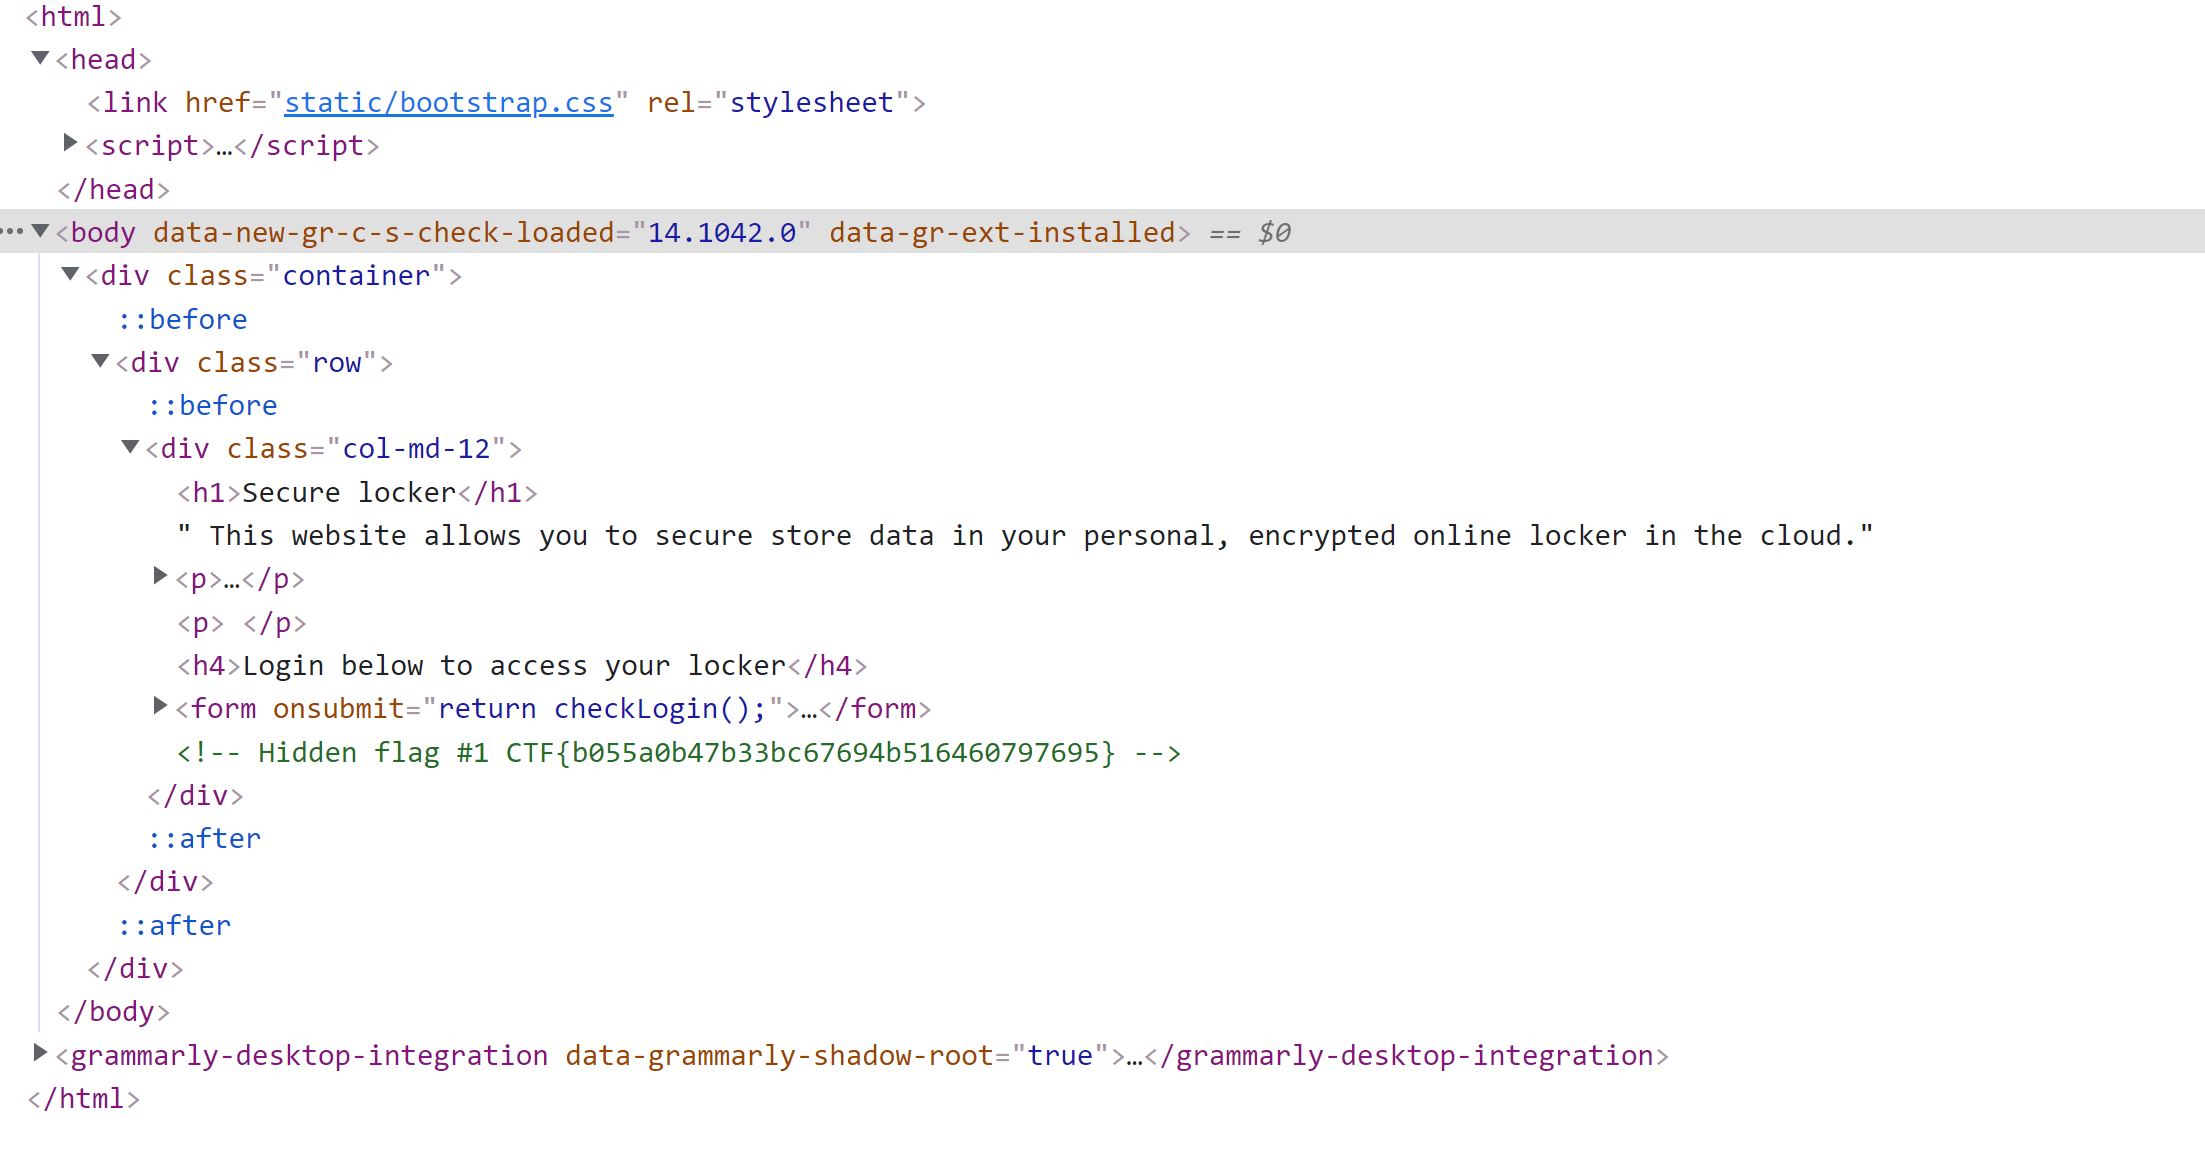 <html>
<head>
<link href="static/bootstrap.css" rel="stylesheet">
<script>…</script>
</head>
<body data-new-gr-c-s-check-loaded="14.1042.0" data-gr-ext-installed> == $0
<div class="container">
::before
<div class="row">
::before
<div class="col-md-12">
<h1>Secure locker</h1>
" This website allows you to secure store data in your personal, encrypted online locker in the cloud."
<p>…</p>
<p> </p>
<h4>Login below to access your locker</h4>
<form onsubmit="return checkLogin();">…</form>
<!-- Hidden flag #1 CTF{b055a0b47b33bc67694b516460797695} -->
</div>
::after
</div>
::after
</div>
</body>
<grammarly-desktop-integration data-grammarly-shadow-root="true">…</grammarly-desktop-integration>
</html>